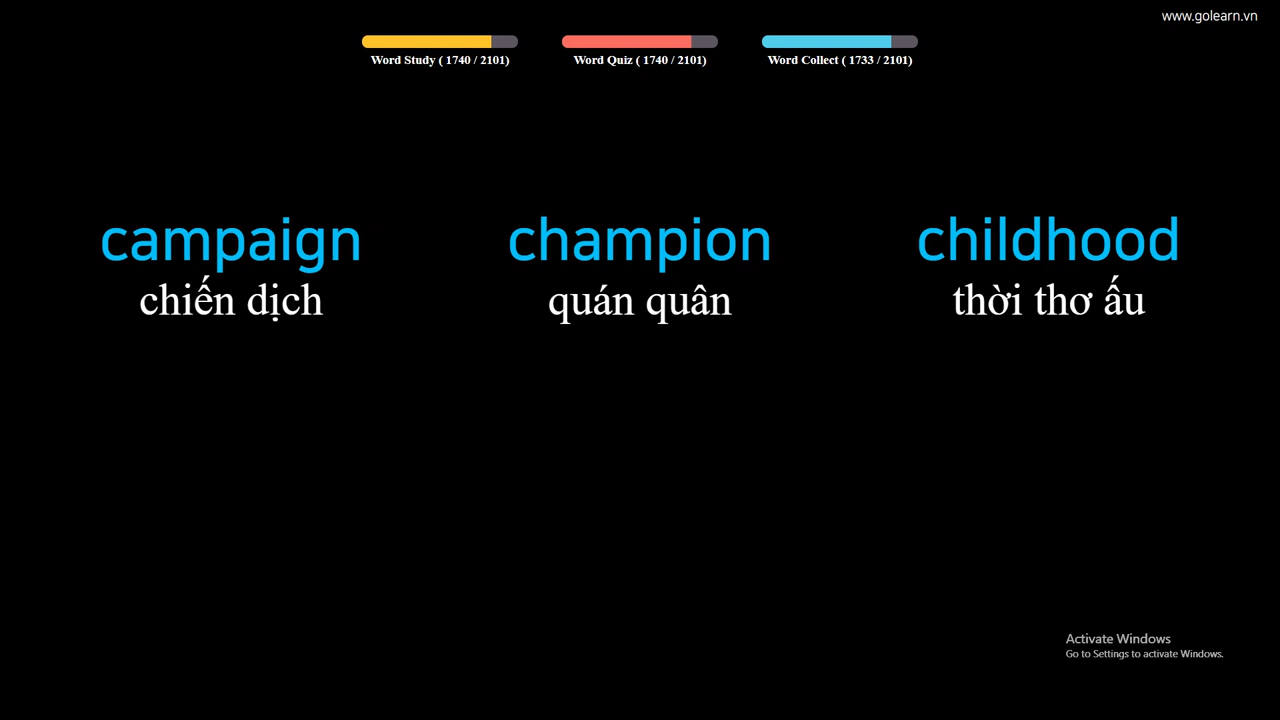 www.golearn.vn
Word Study ( 1740 / 2101)
Word Quiz ( 1740 / 2101)
Word Collect ( 1733 / 2101)
campaign
chiến dịch
champion
quán quân
childhood
thời thơ ấu
Activate Windows
Go to Settings to activate Windows.